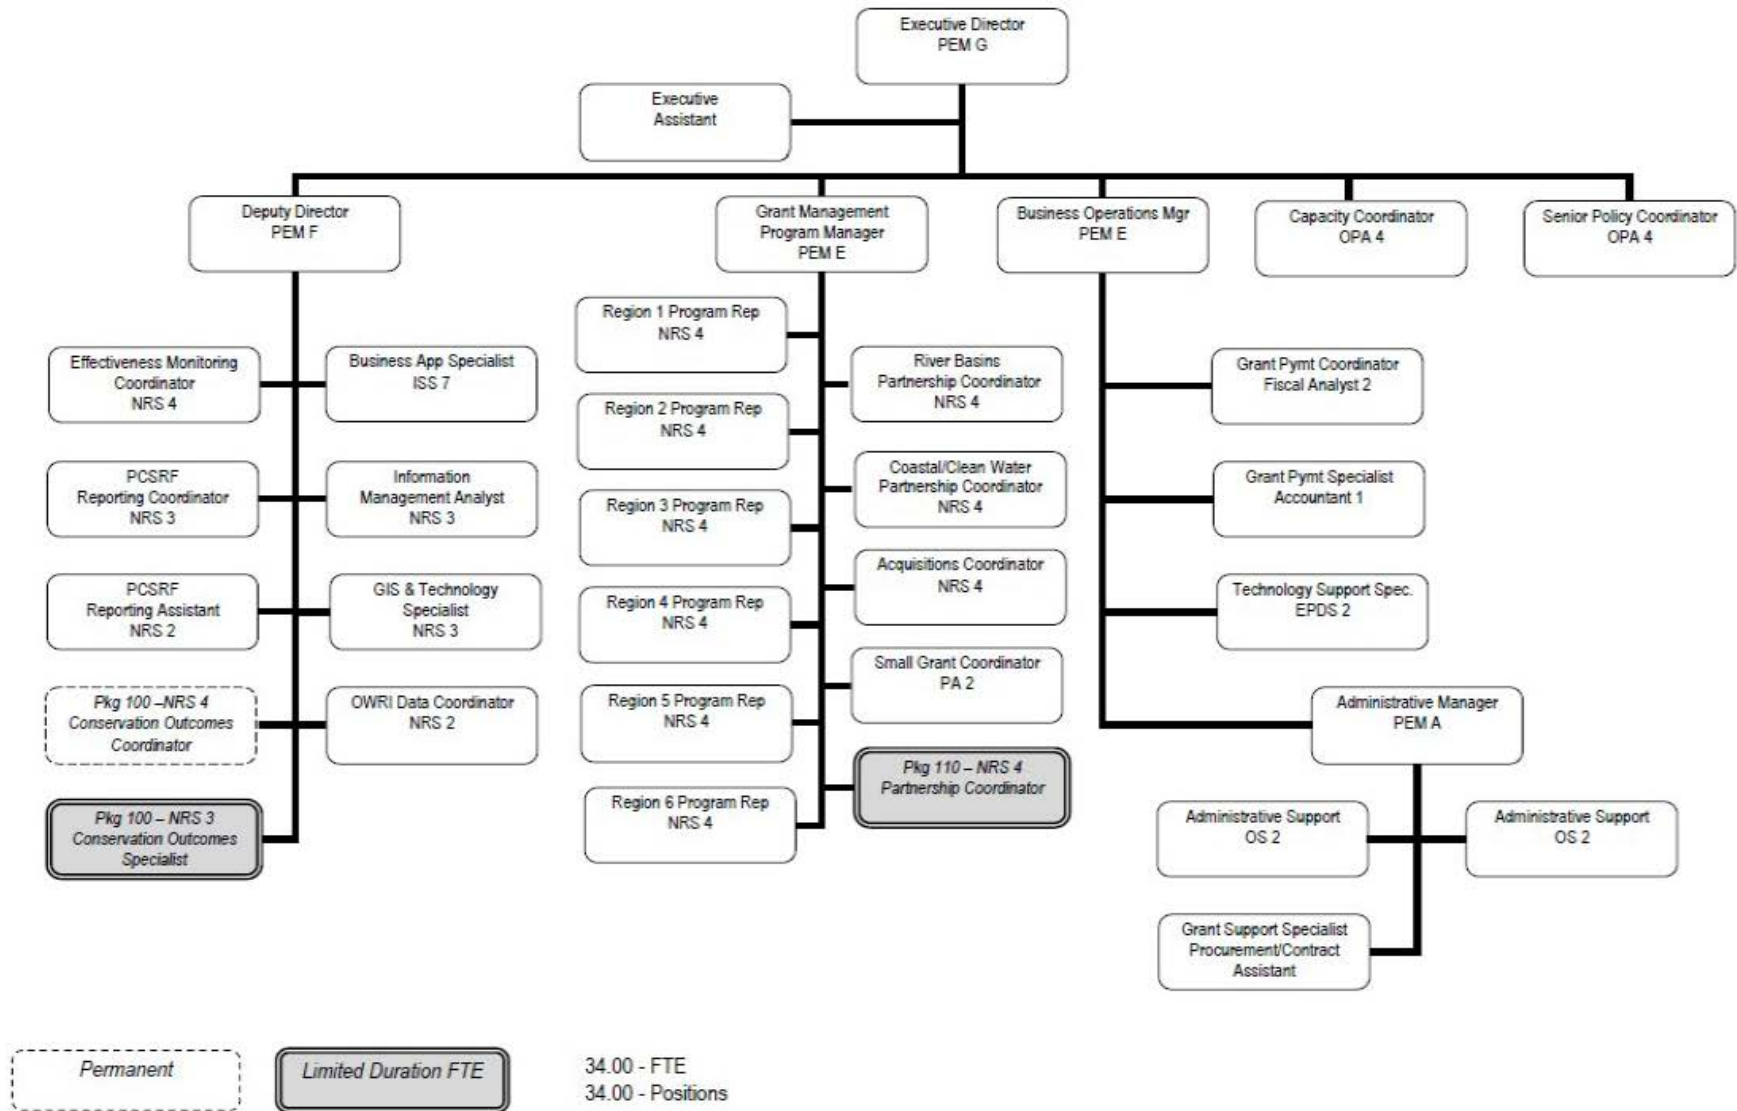 Executive Director
PEM G
Executive
Assistant
Deputy Director
PEM F
Grant Management
Program Manager
PEM E
Business Operations Mgr
PEM E
Capacity Coordinator
OPA 4
Senior Policy Coordinator
OPA 4
Effectiveness Monitoring
Coordinator
NRS 4
Business App Specialist
ISS 7
PCSRF
Reporting Coordinator
NRS 3
Information
Management Analyst
NRS 3
PCSRF
Reporting Assistant
NRS 2
GIS & Technology
Specialist
NRS 3
Pkg 100 –NRS 4
Conservation Outcomes
Coordinator
OWRI Data Coordinator
NRS 2
Pkg 100 – NRS 3
Conservation Outcomes
Specialist
Region 1 Program Rep
NRS 4
Region 2 Program Rep
NRS 4
Region 3 Program Rep
NRS 4
Region 4 Program Rep
NRS 4
Region 5 Program Rep
NRS 4
Region 6 Program Rep
NRS 4
River Basins
Partnership Coordinator
NRS 4
Coastal/Clean Water
Partnership Coordinator
NRS 4
Acquisitions Coordinator
NRS 4
Small Grant Coordinator
PA 2
Pkg 110 – NRS 4
Partnership Coordinator
Grant Pymt Coordinator
Fiscal Analyst 2
Grant Pymt Specialist
Accountant 1
Technology Support Spec.
EPDS 2
Administrative Manager
PEM A
Administrative Support
OS 2
Administrative Support
OS 2
Grant Support Specialist
Procurement/Contract
Assistant
Permanent
Limited Duration FTE
34.00 - FTE
34.00 - Positions